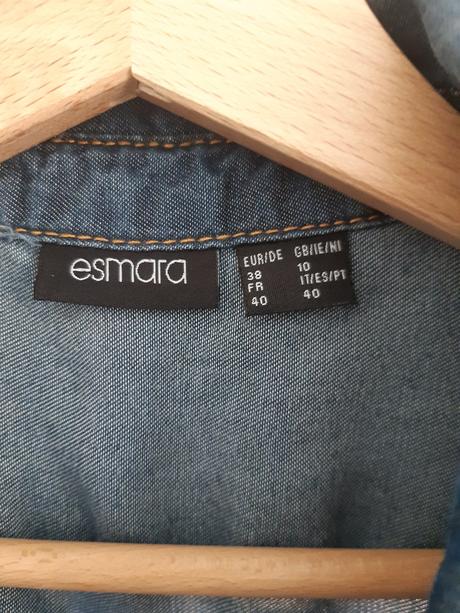 esmara
EUR/DE GB/IE/NI
38 10
FR IT/ES/PT
40 40